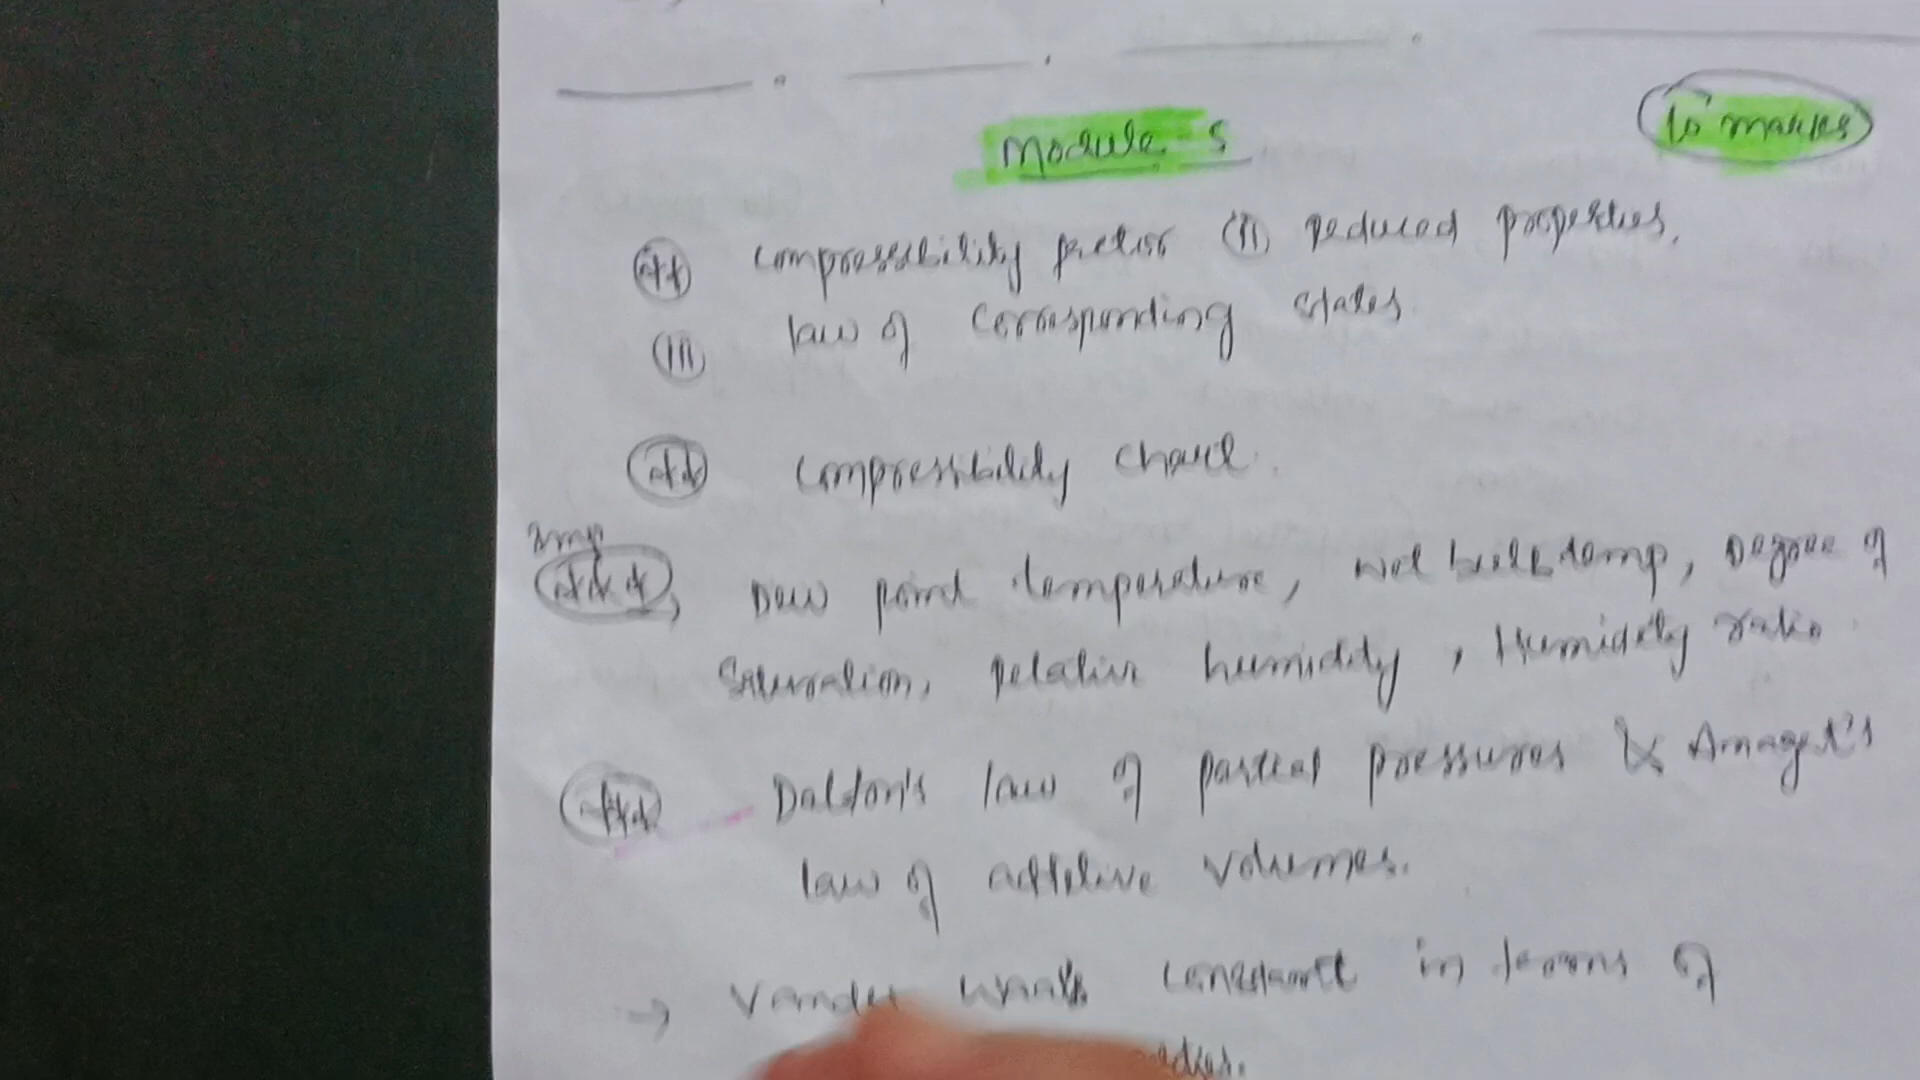 Module - 5
10 marks
** Compressibility factor (ii) Reduced properties.
(iii) law of corresponding states.
** Compressibility chart.
Imp
***, Dew point temperature, wet bulb temp, Degree of
Saturation, Relative humidity, Humidity ratio.
*** Dalton's law of partial pressures & Amagat's
law of additive volumes.
→ Vander Waal's constant in terms of